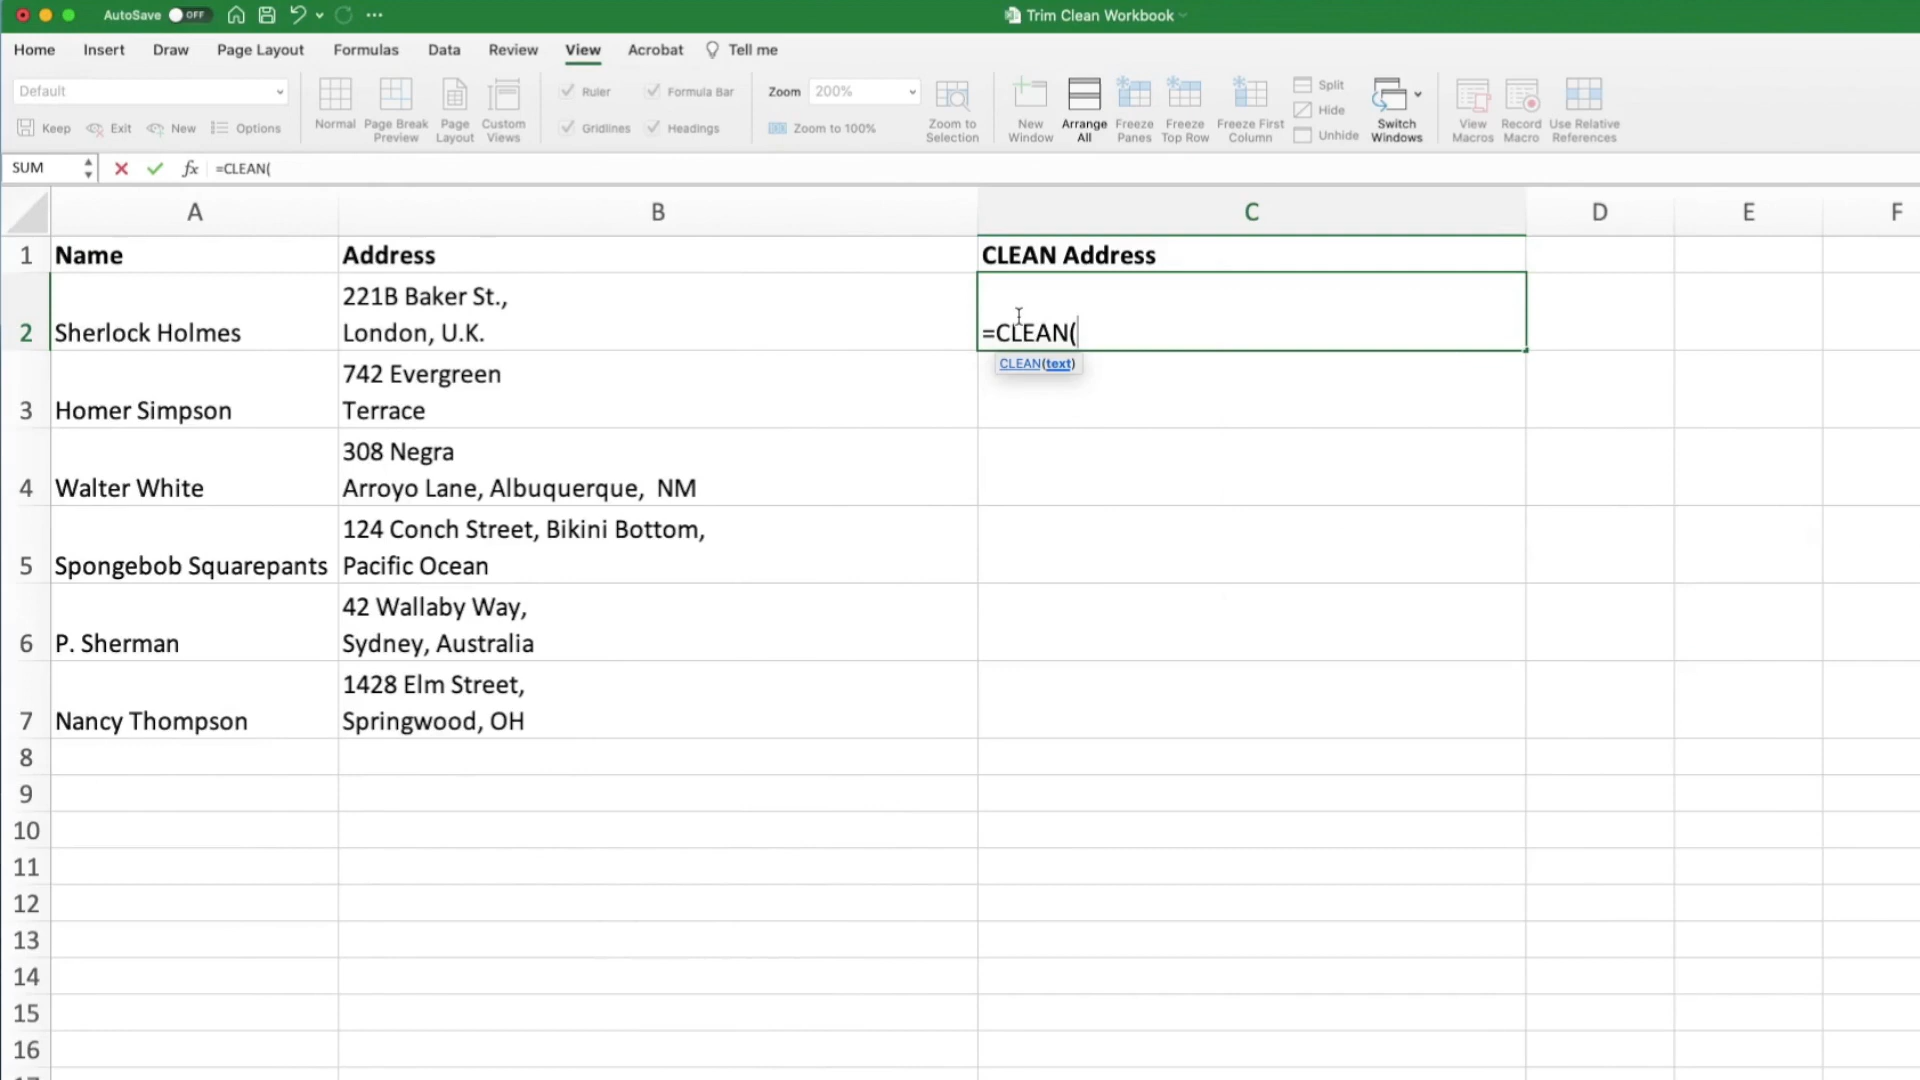 AutoSave OFF
Trim Clean Workbook
Home Insert Draw Page Layout Formulas Data Review View Acrobat Tell me
Default
Keep Exit New Options
Normal
Page Break Preview
Page Layout
Custom Views
Ruler Formula Bar
Gridlines Headings
Zoom 200%
Zoom to 100%
Zoom to Selection
New Window
Arrange All
Freeze Panes
Freeze Top Row
Freeze First Column
Split
Hide
Unhide
Switch Windows
View Macros
Record Macro
Use Relative References
SUM fx =CLEAN(
A B C D E F
1 Name Address CLEAN Address
221B Baker St.,
2 Sherlock Holmes London, U.K. =CLEAN(
CLEAN(text)
742 Evergreen
3 Homer Simpson Terrace
308 Negra
4 Walter White Arroyo Lane, Albuquerque,  NM
124 Conch Street, Bikini Bottom,
5 Spongebob Squarepants Pacific Ocean
42 Wallaby Way,
6 P. Sherman Sydney, Australia
1428 Elm Street,
7 Nancy Thompson Springwood, OH
8
9
10
11
12
13
14
15
16
17